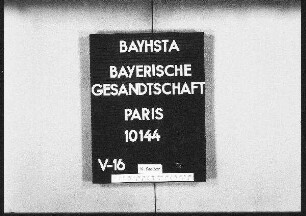 BAYHSTA
BAYERISCHE
GESANDTSCHAFT
PARIS
10144
V-16